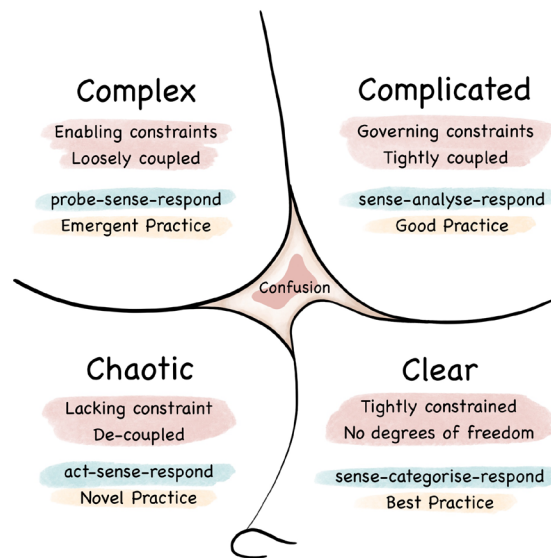 Complex
Enabling constraints
Loosely coupled
probe-sense-respond
Emergent Practice
Complicated
Governing constraints
Tightly coupled
sense-analyse-respond
Good Practice
Confusion
Chaotic
Lacking constraint
De-coupled
act-sense-respond
Novel Practice
Clear
Tightly constrained
No degrees of freedom
sense-categorise-respond
Best Practice